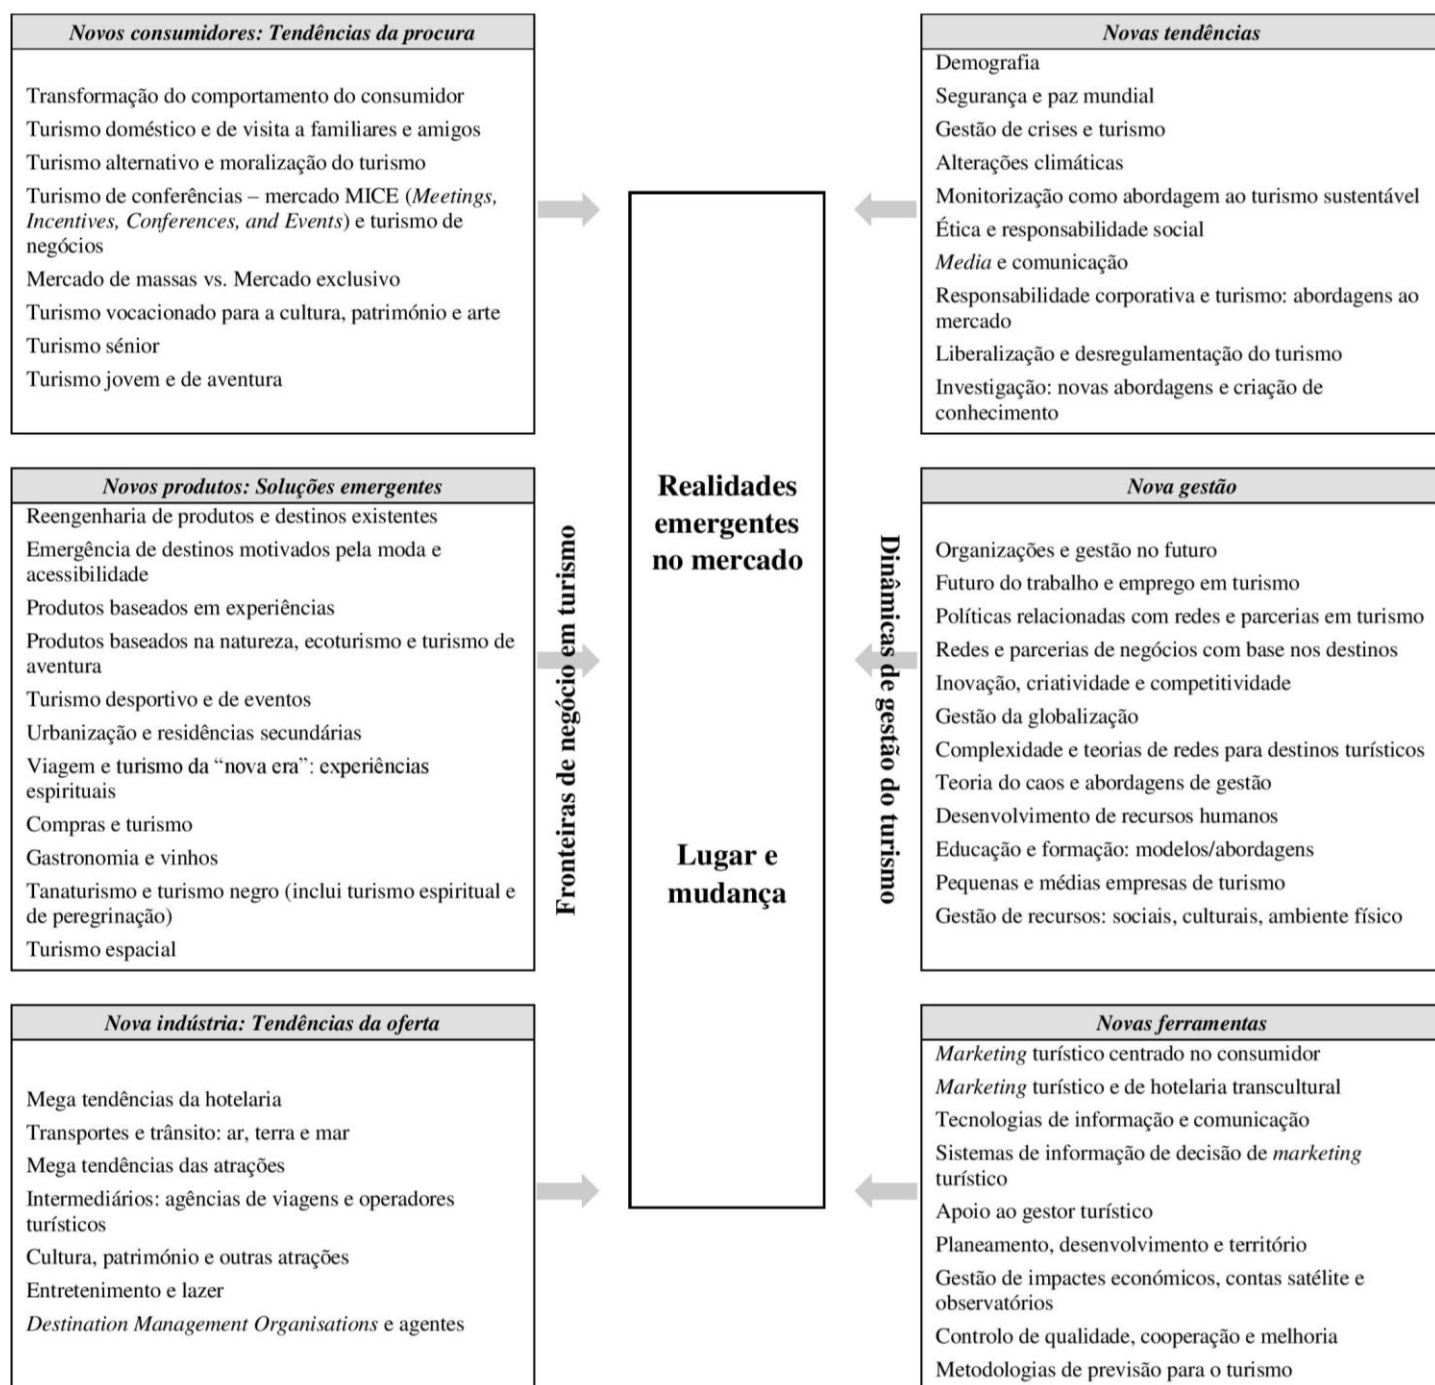 Novos consumidores: Tendências da procura
Transformação do comportamento do consumidor
Turismo doméstico e de visita a familiares e amigos
Turismo alternativo e moralização do turismo
Turismo de conferências – mercado MICE (Meetings,
Incentives, Conferences, and Events) e turismo de
negócios
Mercado de massas vs. Mercado exclusivo
Turismo vocacionado para a cultura, património e arte
Turismo sénior
Turismo jovem e de aventura
Novos produtos: Soluções emergentes
Reengenharia de produtos e destinos existentes
Emergência de destinos motivados pela moda e
acessibilidade
Produtos baseados em experiências
Produtos baseados na natureza, ecoturismo e turismo de
aventura
Turismo desportivo e de eventos
Urbanização e residências secundárias
Viagem e turismo da “nova era”: experiências
espirituais
Compras e turismo
Gastronomia e vinhos
Tanaturismo e turismo negro (inclui turismo espiritual e
de peregrinação)
Turismo espacial
Nova indústria: Tendências da oferta
Mega tendências da hotelaria
Transportes e trânsito: ar, terra e mar
Mega tendências das atrações
Intermediários: agências de viagens e operadores
turísticos
Cultura, património e outras atrações
Entretenimento e lazer
Destination Management Organisations e agentes
Fronteiras de negócio em turismo
Realidades
emergentes
no mercado
Lugar e
mudança
Dinâmicas de gestão do turismo
Novas tendências
Demografia
Segurança e paz mundial
Gestão de crises e turismo
Alterações climáticas
Monitorização como abordagem ao turismo sustentável
Ética e responsabilidade social
Media e comunicação
Responsabilidade corporativa e turismo: abordagens ao
mercado
Liberalização e desregulamentação do turismo
Investigação: novas abordagens e criação de
conhecimento
Nova gestão
Organizações e gestão no futuro
Futuro do trabalho e emprego em turismo
Políticas relacionadas com redes e parcerias em turismo
Redes e parcerias de negócios com base nos destinos
Inovação, criatividade e competitividade
Gestão da globalização
Complexidade e teorias de redes para destinos turísticos
Teoria do caos e abordagens de gestão
Desenvolvimento de recursos humanos
Educação e formação: modelos/abordagens
Pequenas e médias empresas de turismo
Gestão de recursos: sociais, culturais, ambiente físico
Novas ferramentas
Marketing turístico centrado no consumidor
Marketing turístico e de hotelaria transcultural
Tecnologias de informação e comunicação
Sistemas de informação de decisão de marketing
turístico
Apoio ao gestor turístico
Planeamento, desenvolvimento e território
Gestão de impactes económicos, contas satélite e
observatórios
Controlo de qualidade, cooperação e melhoria
Metodologias de previsão para o turismo